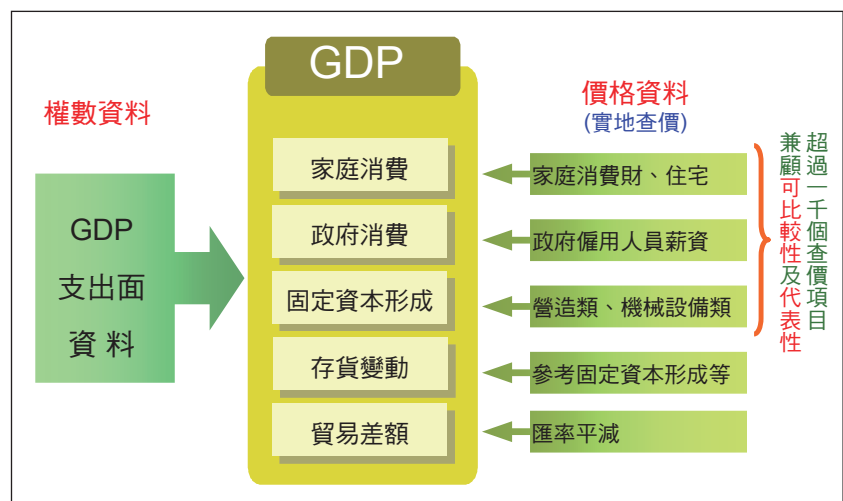 GDP
權數資料
GDP
支出面
資 料
家庭消費
政府消費
固定資本形成
存貨變動
貿易差額
價格資料
(實地查價)
家庭消費財、住宅
政府僱用人員薪資
營造類、機械設備類
參考固定資本形成等
匯率平減
超過一千個查價項目
兼顧可比較性及代表性